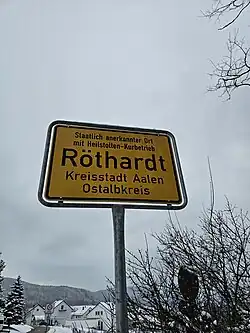 Staatlich anerkannter Ort
mit Heilstollen-Kurbetrieb
Röthardt
Kreisstadt Aalen
Ostalbkreis